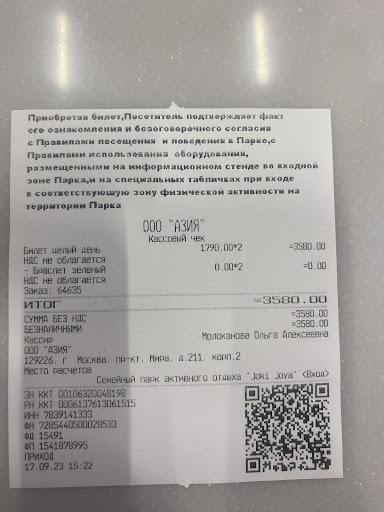 Приобретая билет,Посетитель подтверждает факт
его ознакомления и безоговорочного согласия
с Правилами посещения и поведения в Парке,с
Правилами использования оборудования,
размещенными на информационном стенде во входной
зоне Парка,и на специальных табличках при входе
в соответствующую зону физической активности на
территории Парка
ООО "АЗИЯ"
Кассовый чек
Билет целый день 1790.00*2 =3580.00
НДС не облагается
- Браслет зеленый 0.00*2 =0.00
НДС не облагается
Заказ: 64635
ИТОГ =3580.00
СУММА БЕЗ НДС =3580.00
БЕЗНАЛИЧНЫМИ =3580.00
Кассир Молоканова Ольга Алексеевна
ООО "АЗИЯ"
129226, г. Москва, пр-кт. Мира, д.211, корп.2
Место расчетов
Семейный парк активного отдыха "Joki Joya" <Вход>
ЗН ККТ 00106320048198
РН ККТ 0006137613061515
ИНН 7839141333
ФН 7285440500028533
ФД 15491
ФП 1541878995
ПРИХОД
17.09.23 15:22